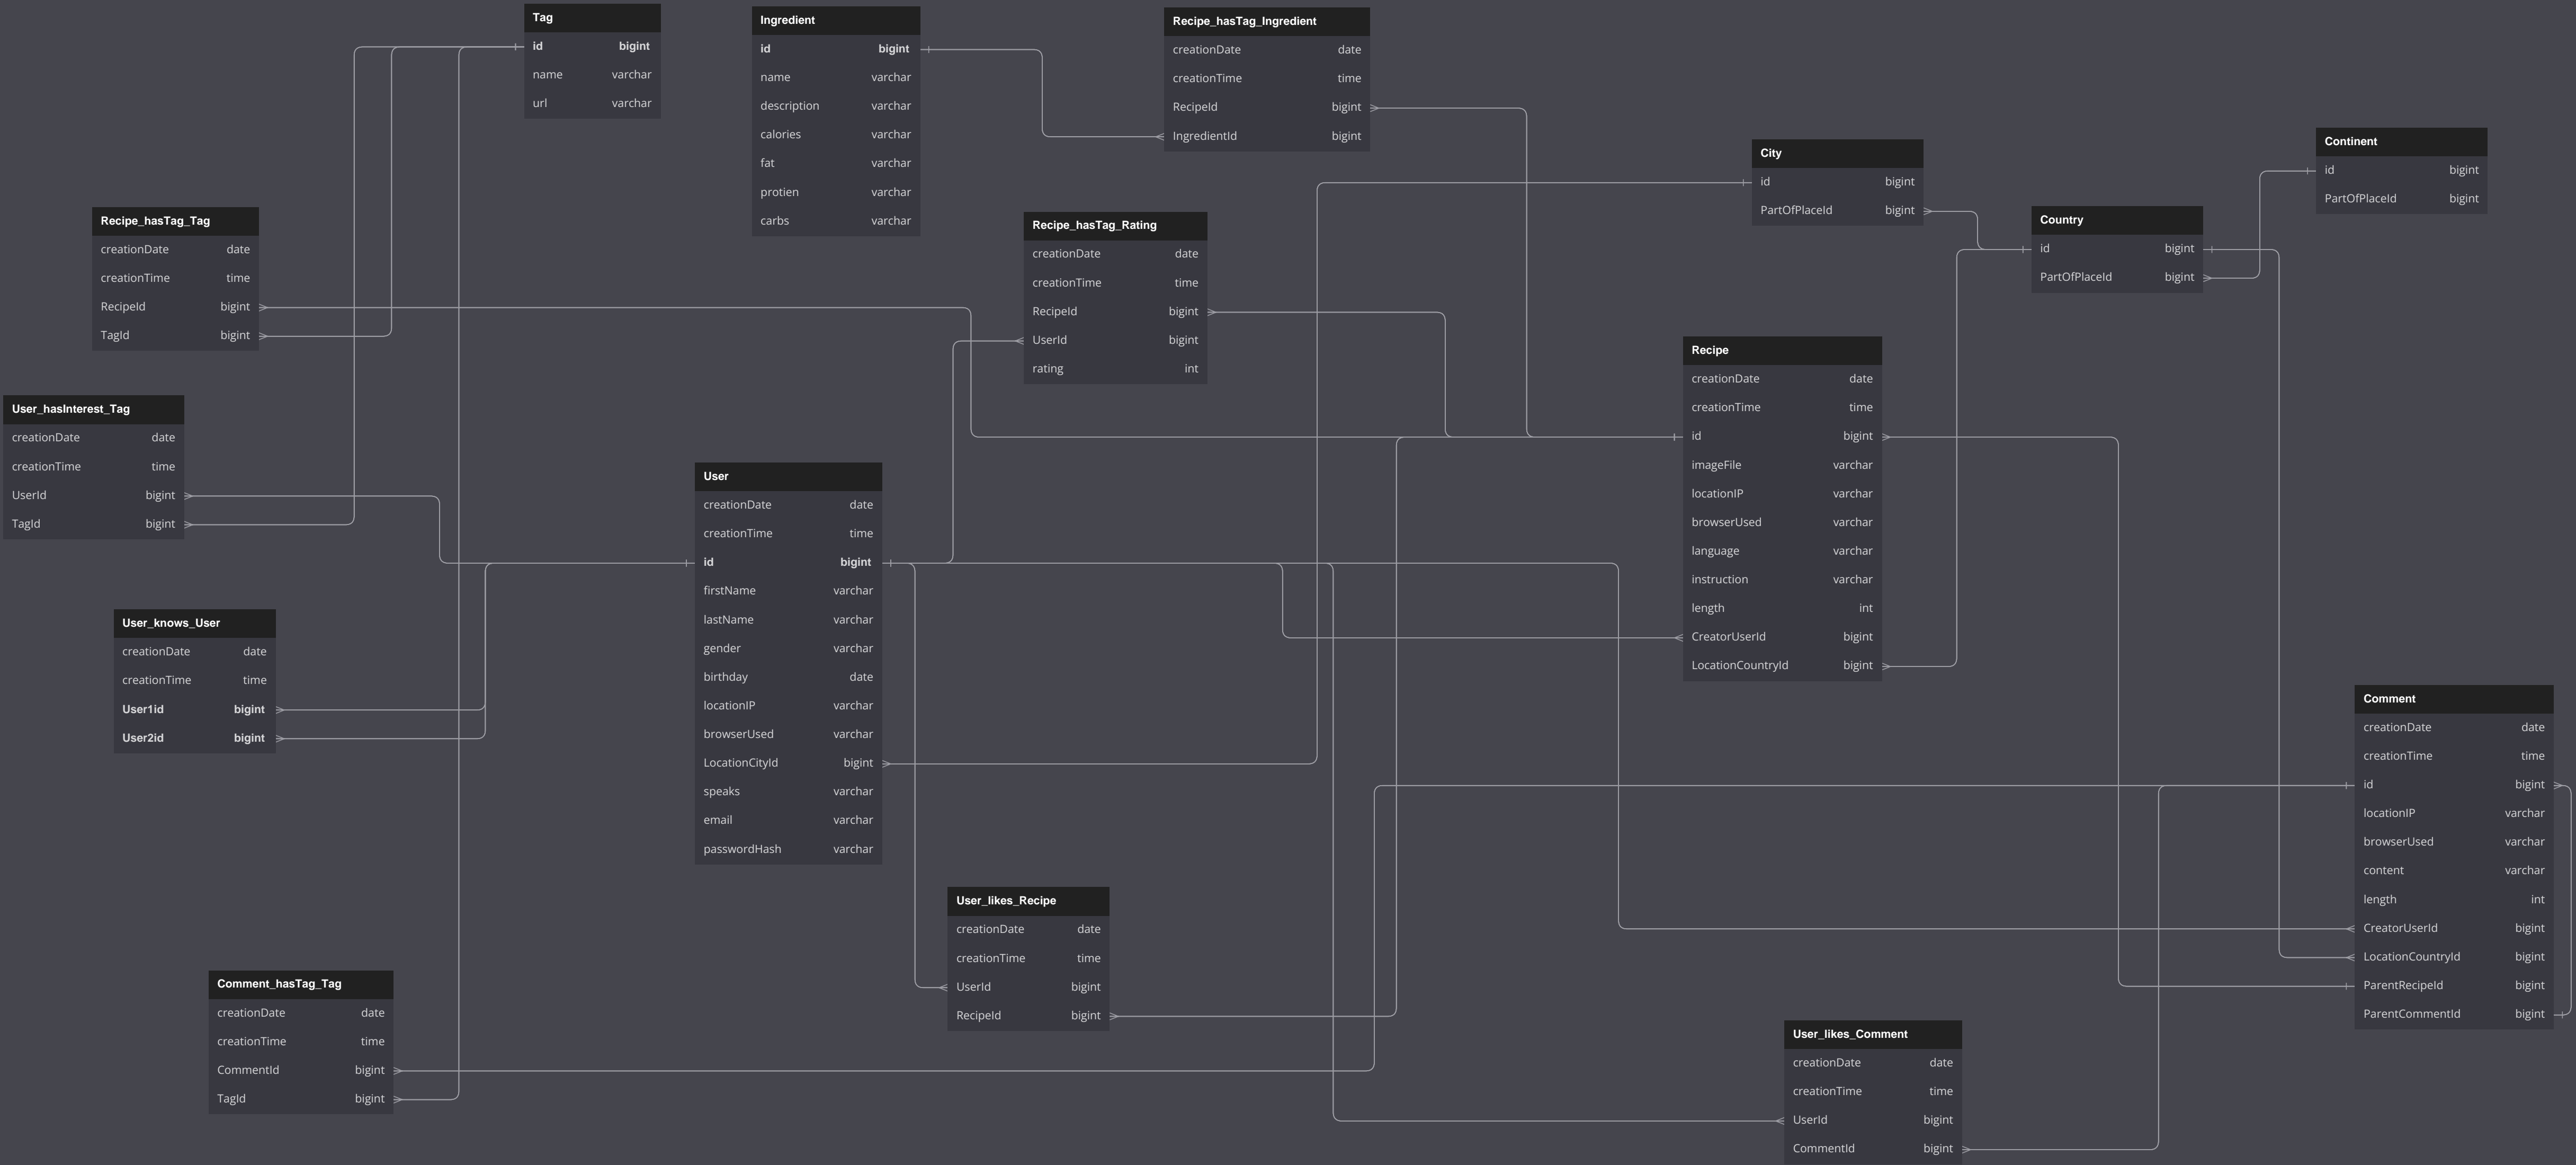 Tag
id bigint
name varchar
url varchar
Ingredient
id bigint
name varchar
description varchar
calories varchar
fat varchar
protien varchar
carbs varchar
Recipe_hasTag_Ingredient
creationDate date
creationTime time
RecipeId bigint
IngredientId bigint
City
id bigint
PartOfPlaceId bigint
Continent
id bigint
PartOfPlaceId bigint
Country
id bigint
PartOfPlaceId bigint
Recipe_hasTag_Tag
creationDate date
creationTime time
RecipeId bigint
TagId bigint
Recipe_hasTag_Rating
creationDate date
creationTime time
RecipeId bigint
UserId bigint
rating int
Recipe
creationDate date
creationTime time
id bigint
imageFile varchar
locationIP varchar
browserUsed varchar
language varchar
instruction varchar
length int
CreatorUserId bigint
LocationCountryId bigint
User_hasInterest_Tag
creationDate date
creationTime time
UserId bigint
TagId bigint
User
creationDate date
creationTime time
id bigint
firstName varchar
lastName varchar
gender varchar
birthday date
locationIP varchar
browserUsed varchar
LocationCityId bigint
speaks varchar
email varchar
passwordHash varchar
User_knows_User
creationDate date
creationTime time
User1id bigint
User2id bigint
Comment
creationDate date
creationTime time
id bigint
locationIP varchar
browserUsed varchar
content varchar
length int
CreatorUserId bigint
LocationCountryId bigint
ParentRecipeId bigint
ParentCommentId bigint
User_likes_Recipe
creationDate date
creationTime time
UserId bigint
RecipeId bigint
Comment_hasTag_Tag
creationDate date
creationTime time
CommentId bigint
TagId bigint
User_likes_Comment
creationDate date
creationTime time
UserId bigint
CommentId bigint